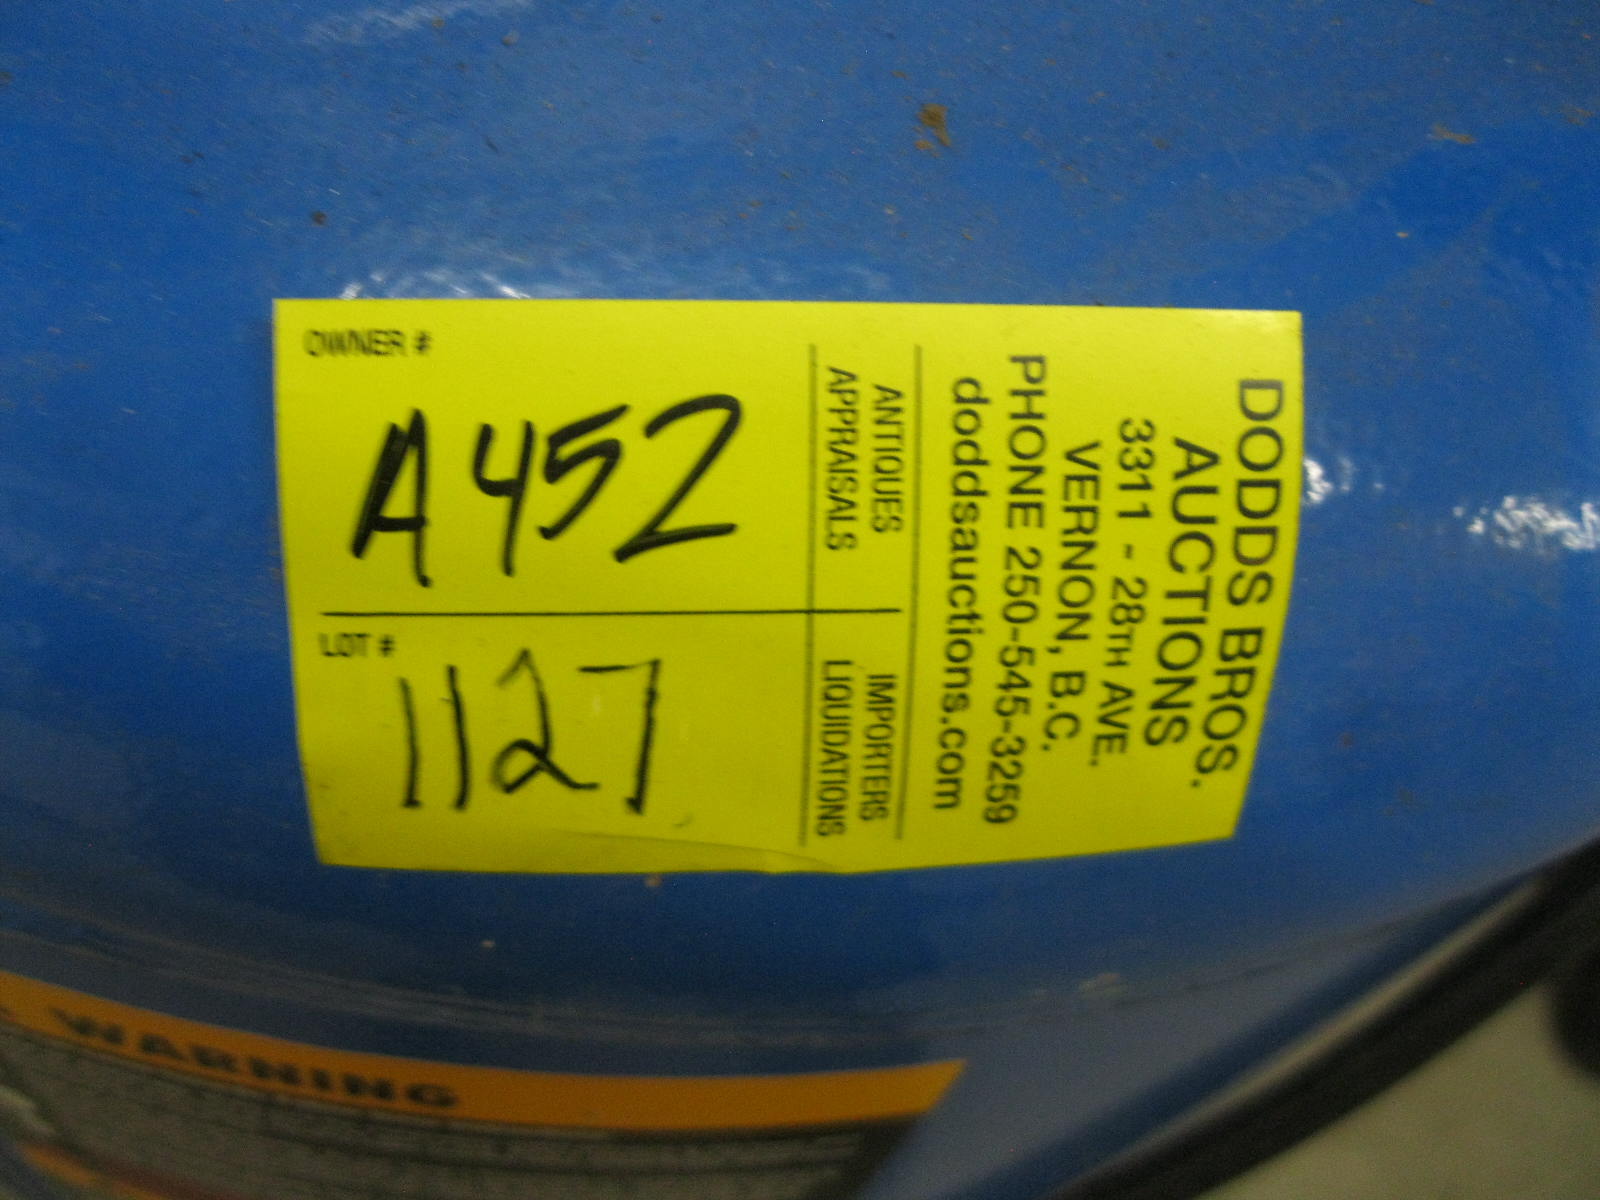 OWNER #
A452
LOT #
1127
ANTIQUES
APPRAISALS
IMPORTERS
LIQUIDATIONS
DODDS BROS.
AUCTIONS
3311 - 28TH AVE.
VERNON, B.C.
PHONE 250-545-3259
doddsauctions.com
WARNING